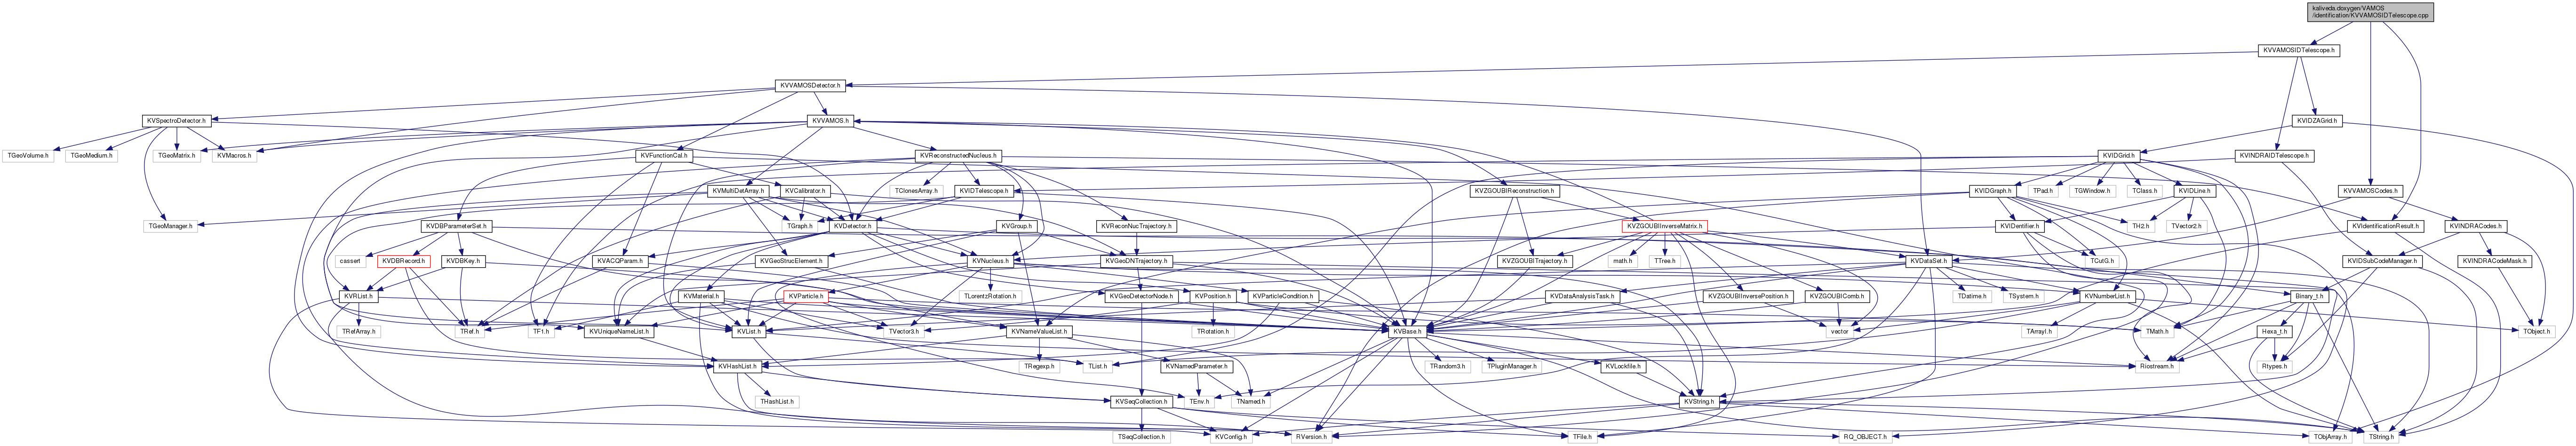 kaliveda.doxygen/VAMOS
/identification/KVVAMOSIDTelescope.cpp
KVVAMOSIDTelescope.h
KVVAMOSDetector.h
KVSpectroDetector.h
KVVAMOS.h
KVIDZAGrid.h
TGeoVolume.h
TGeoMedium.h
TGeoMatrix.h
KVMacros.h
KVFunctionCal.h
KVReconstructedNucleus.h
KVIDGrid.h
KVINDRAIDTelescope.h
KVMultiDetArray.h
KVCalibrator.h
TClonesArray.h
KVIDTelescope.h
KVZGOUBIReconstruction.h
KVIDGraph.h
TPad.h
TGWindow.h
TClass.h
KVIDLine.h
KVVAMOSCodes.h
TGeoManager.h
KVDBParameterSet.h
TGraph.h
KVDetector.h
KVReconNucTrajectory.h
KVGroup.h
KVZGOUBIInverseMatrix.h
KVIDentifier.h
TH2.h
TVector2.h
KVIdentificationResult.h
KVINDRACodes.h
cassert
KVDBRecord.h
KVDBKey.h
KVACQParam.h
KVGeoStrucElement.h
KVNucleus.h
KVGeoDNTrajectory.h
KVZGOUBITrajectory.h
math.h
TTree.h
KVDataSet.h
TCutG.h
KVIDSubCodeManager.h
KVINDRACodeMask.h
KVRList.h
KVMaterial.h
KVParticle.h
TLorentzRotation.h
KVGeoDetectorNode.h
KVPosition.h
KVParticleCondition.h
KVDataAnalysisTask.h
KVZGOUBIInversePosition.h
KVZGOUBIComb.h
TDatime.h
TSystem.h
KVNumberList.h
Binary_t.h
TRefArray.h
TRef.h
TF1.h
KVUniqueNameList.h
KVList.h
TVector3.h
KVNameValueList.h
TRotation.h
KVBase.h
vector
TArrayI.h
TMath.h
Hexa_t.h
TObject.h
KVHashList.h
TRegexp.h
KVNamedParameter.h
TList.h
TRandom3.h
TPluginManager.h
KVLockfile.h
Riostream.h
Rtypes.h
THashList.h
KVSeqCollection.h
TEnv.h
TNamed.h
KVString.h
TSeqCollection.h
KVConfig.h
RVersion.h
TFile.h
RQ_OBJECT.h
TObjArray.h
TString.h